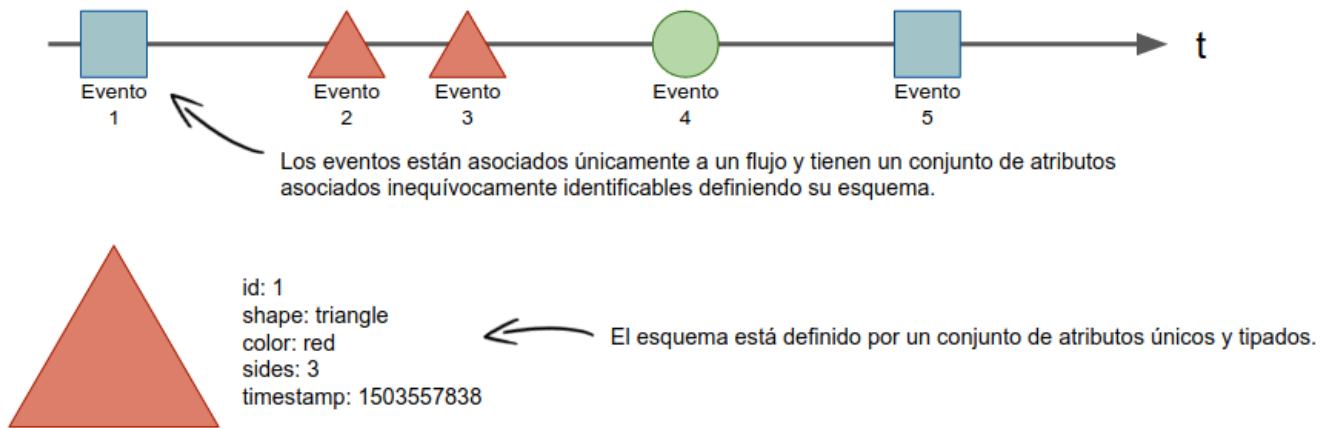 t
Evento
1
Evento
2
Evento
3
Evento
4
Evento
5
Los eventos están asociados únicamente a un flujo y tienen un conjunto de atributos
asociados inequívocamente identificables definiendo su esquema.
id: 1
shape: triangle
color: red
sides: 3
timestamp: 1503557838
El esquema está definido por un conjunto de atributos únicos y tipados.